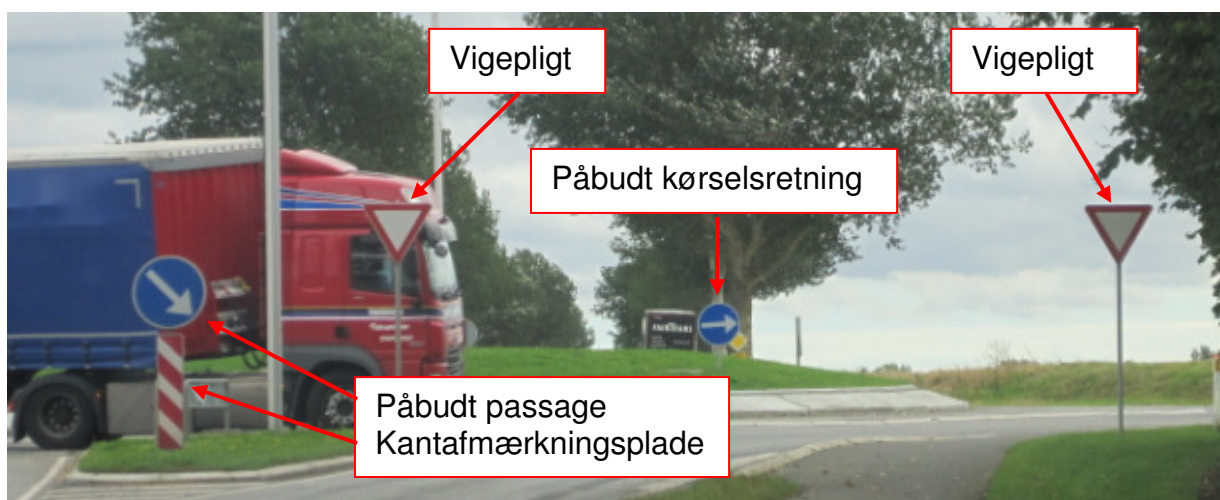 Vigepligt
Vigepligt
Påbudt kørselsretning
Påbudt passage
Kantafmærkningsplade